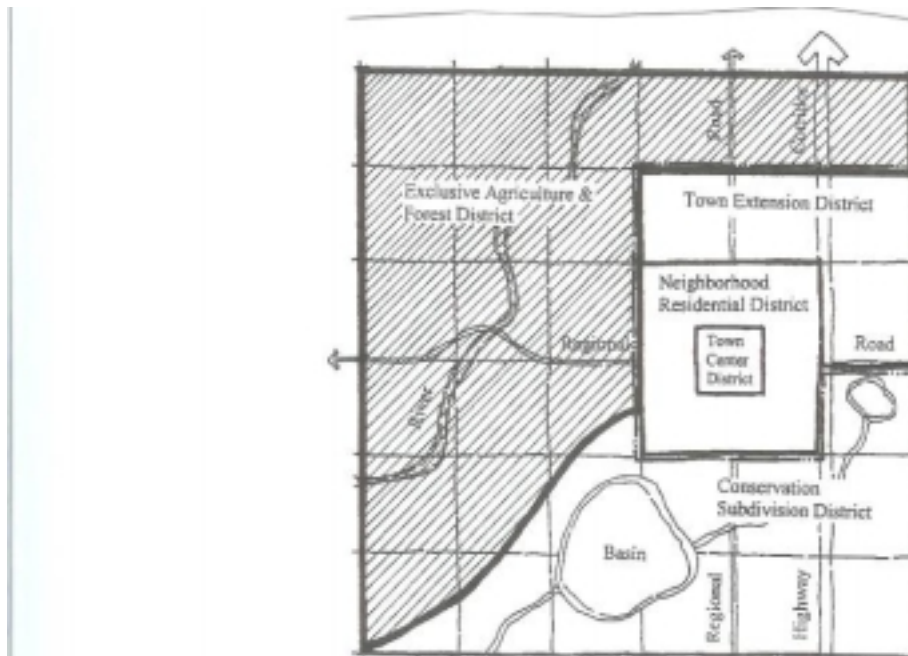 Road
Corridor
Exclusive Agriculture &
Forest District
Town Extension District
Neighborhood
Residential District
Regional
Town
Center
District
Road
River
Conservation
Subdivision District
Basin
Regional
Highway